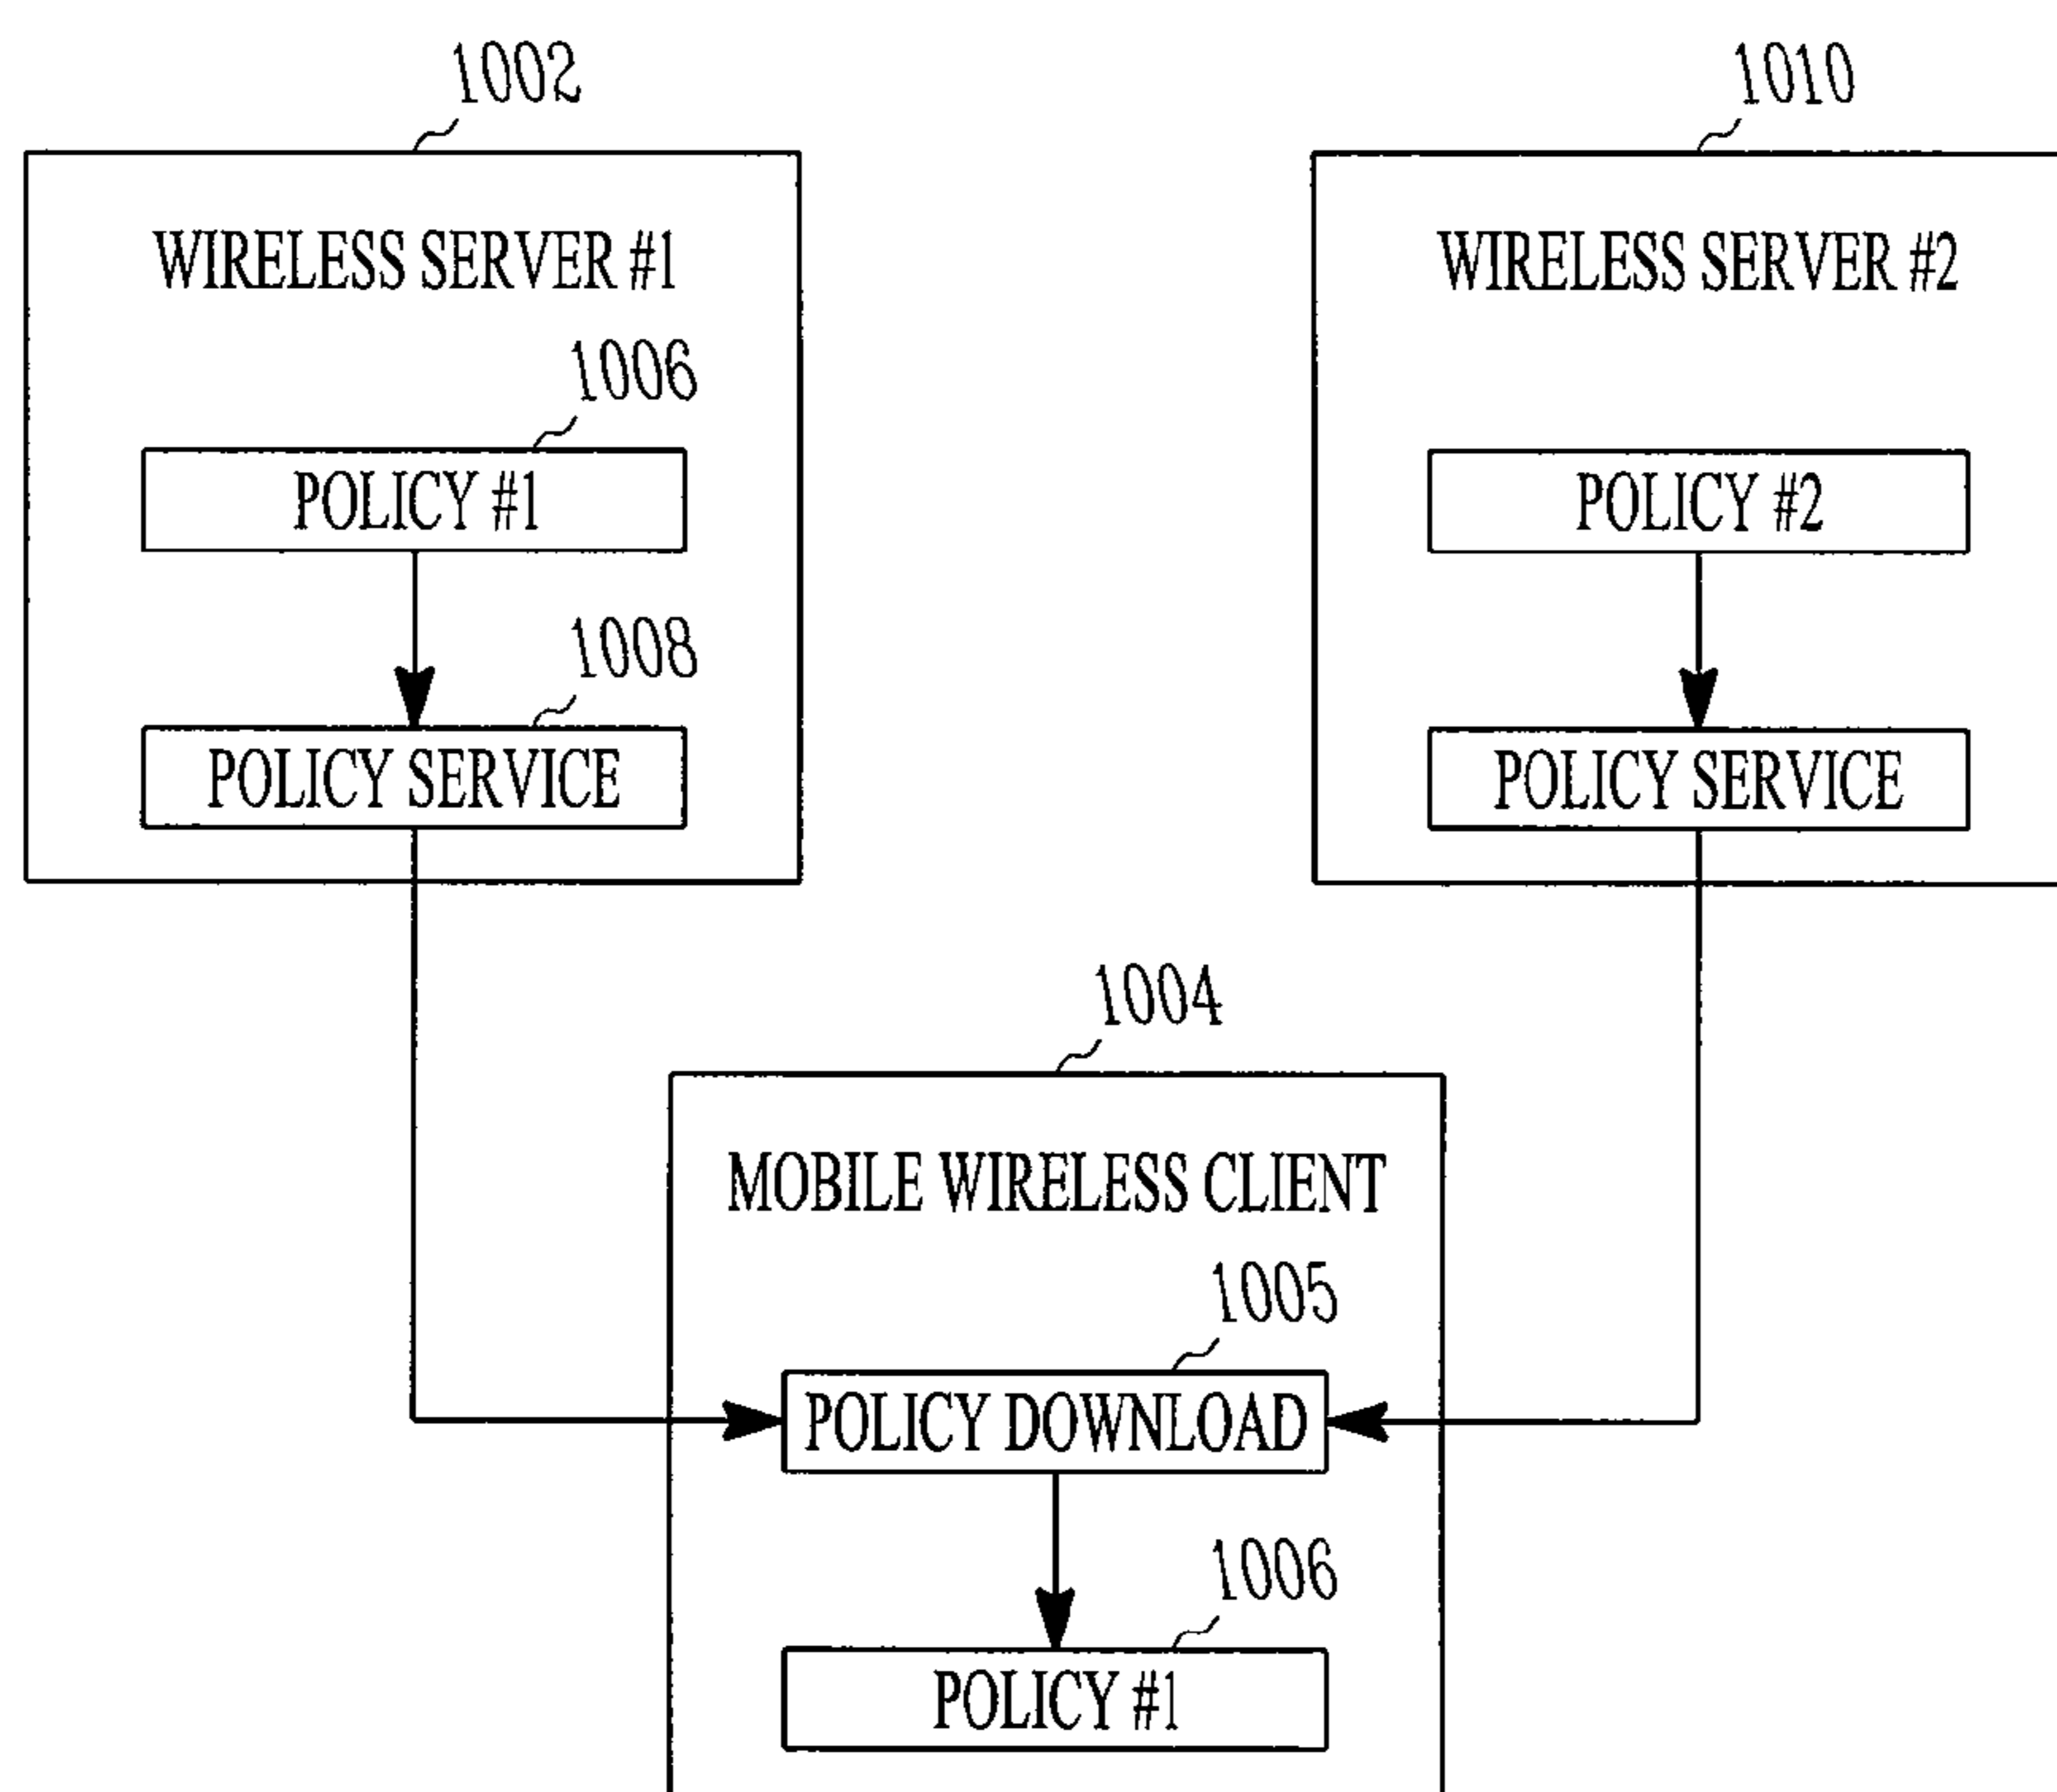 1002
WIRELESS SERVER #1
1006
POLICY #1
1008
POLICY SERVICE
1010
WIRELESS SERVER #2
POLICY #2
POLICY SERVICE
1004
MOBILE WIRELESS CLIENT
1005
POLICY DOWNLOAD
1006
POLICY #1